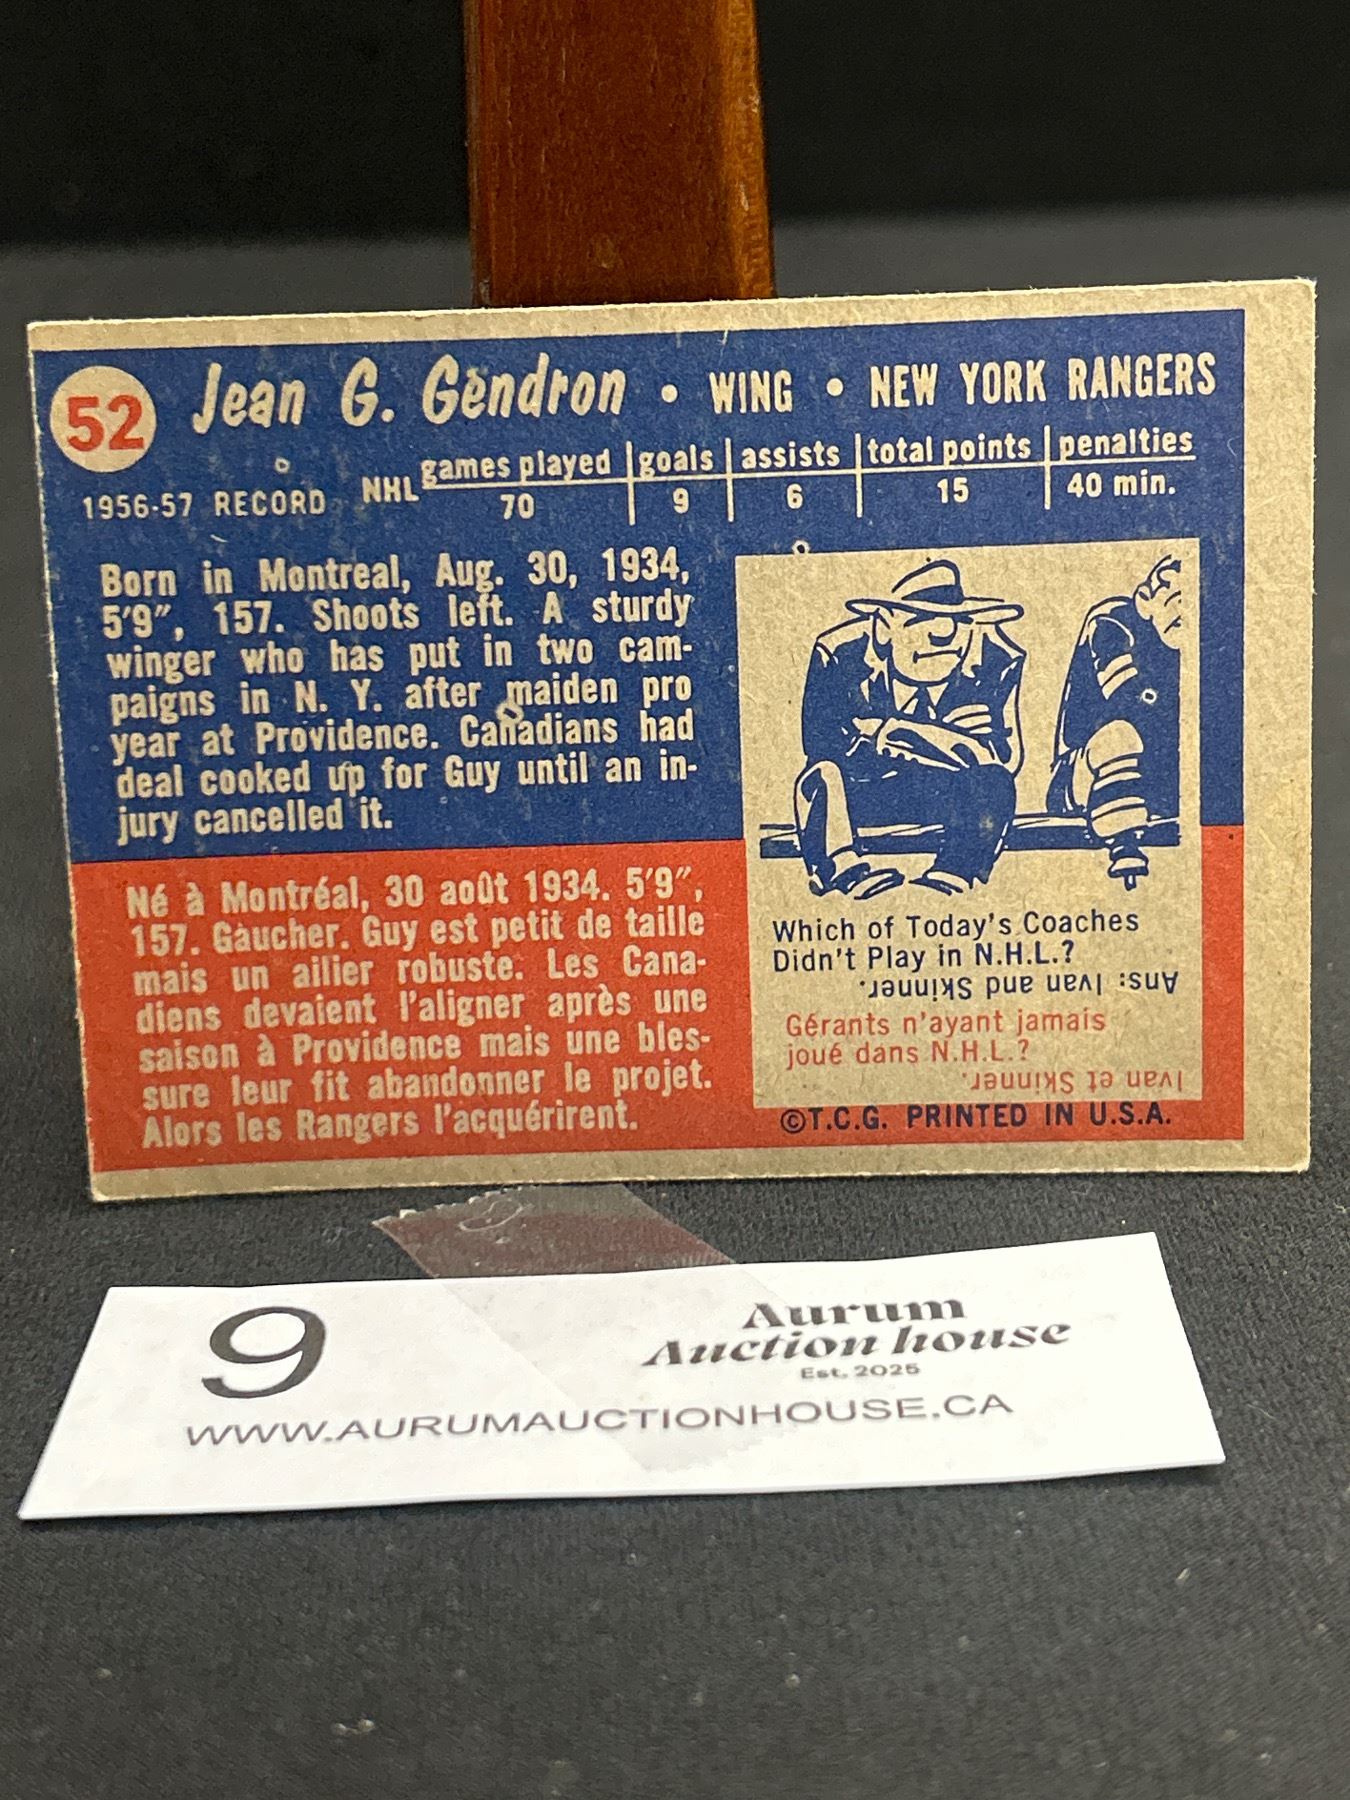 52 Jean G. Gendron • WING • NEW YORK RANGERS
games played goals assists total points penalties
1956-57 RECORD NHL 70 9 6 15 40 min.
Born in Montreal, Aug. 30, 1934,
5'9", 157. Shoots left. A sturdy
winger who has put in two cam-
paigns in N. Y. after maiden pro
year at Providence. Canadians had
deal cooked up for Guy until an in-
jury cancelled it.
Né à Montréal, 30 août 1934. 5'9",
157. Gaucher. Guy est petit de taille
mais un ailier robuste. Les Cana-
diens devaient l'aligner après une
saison à Providence mais une bles-
sure leur fit abandonner le projet.
Alors les Rangers l'acquérirent.
Which of Today's Coaches
Didn't Play in N.H.L.?
Ans: Ivan and Skinner.
Gérants n'ayant jamais
joué dans N.H.L.?
Ivan et Skinner.
©T.C.G. PRINTED IN U.S.A.
9
Aurum
Auction house
Est. 2025
WWW.AURUMAUCTIONHOUSE.CA